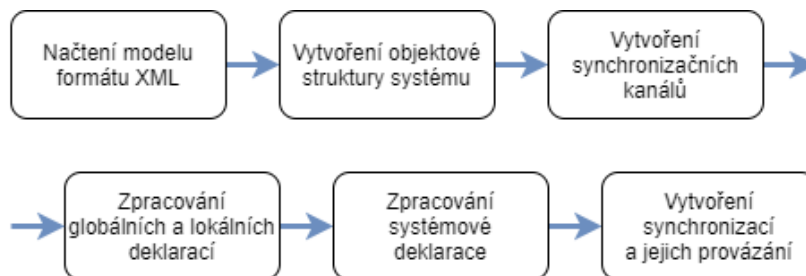 Načtení modelu
formátu XML
Vytvoření objektové
struktury systému
Vytvoření
synchronizačních
kanálů
Zpracování
globálních a lokálních
deklarací
Zpracování
systémové
deklarace
Vytvoření
synchronizací
a jejich provázání